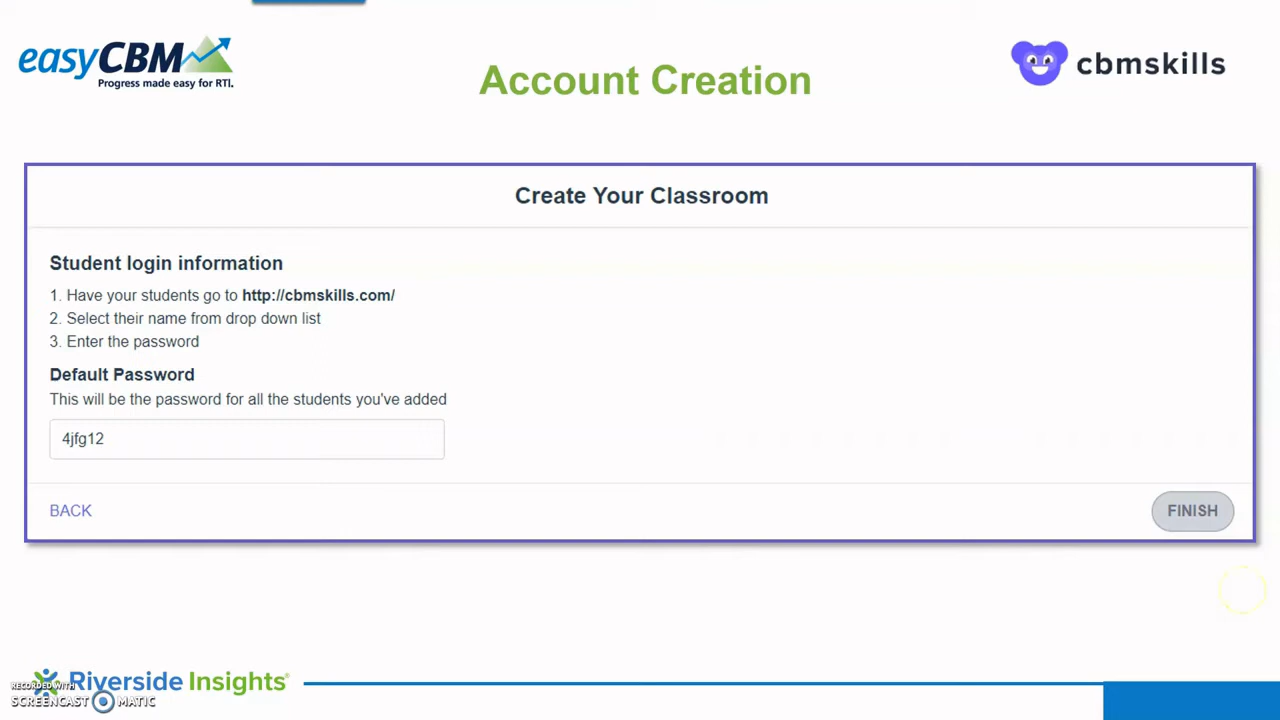 easyCBM
Progress made easy for RTI.
Account Creation
cbmskills
Create Your Classroom
Student login information
1. Have your students go to http://cbmskills.com/
2. Select their name from drop down list
3. Enter the password
Default Password
This will be the password for all the students you've added
4jfg12
BACK
FINISH
Riverside Insights®
RECORDED WITH
SCREENCAST MATIC